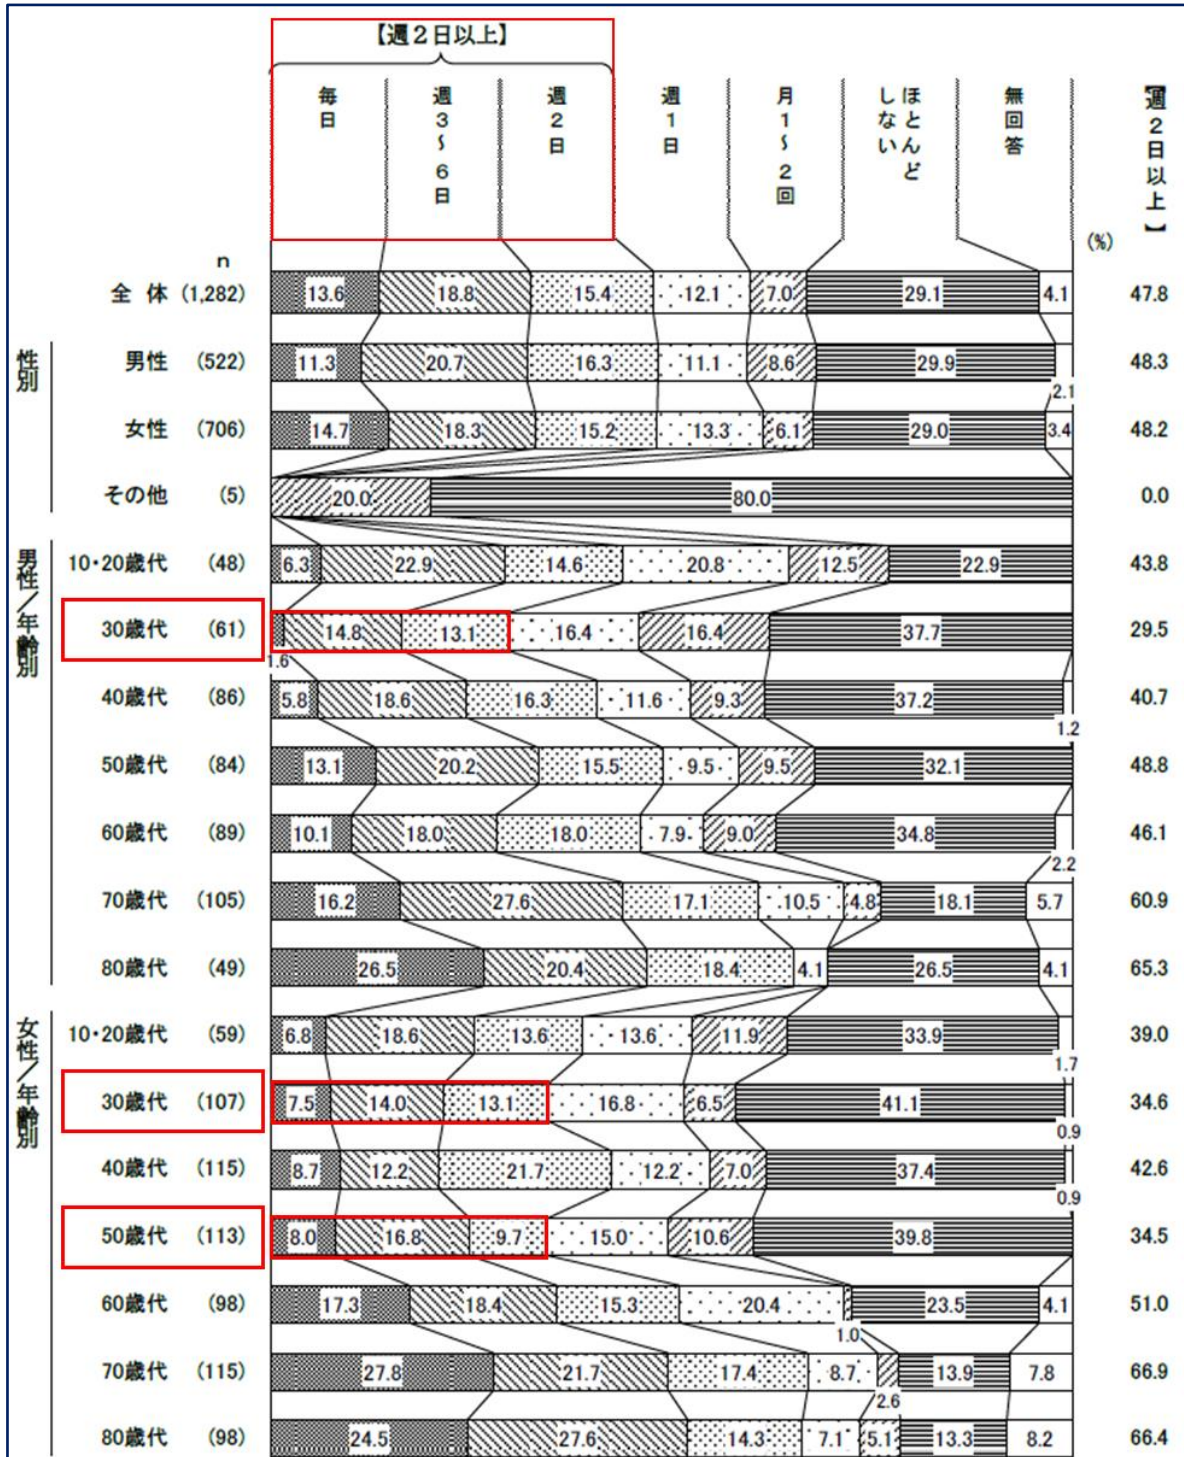 【週2日以上】
毎日
週3~6日
週2日
週1日
月1~2回
ほとんどしない
無回答
【週2日以上】
(%)
n
全 体 (1,282) 13.6 18.8 15.4 12.1 7.0 29.1 4.1 47.8
性別
男性 (522) 11.3 20.7 16.3 11.1 8.6 29.9 2.1 48.3
女性 (706) 14.7 18.3 15.2 13.3 6.1 29.0 3.4 48.2
その他 (5) 20.0 80.0 0.0
男性/年齢別
10・20歳代 (48) 6.3 22.9 14.6 20.8 12.5 22.9 43.8
30歳代 (61) 1.6 14.8 13.1 16.4 16.4 37.7 29.5
40歳代 (86) 5.8 18.6 16.3 11.6 9.3 37.2 1.2 40.7
50歳代 (84) 13.1 20.2 15.5 9.5 9.5 32.1 48.8
60歳代 (89) 10.1 18.0 18.0 7.9 9.0 34.8 2.2 46.1
70歳代 (105) 16.2 27.6 17.1 10.5 4.8 18.1 5.7 60.9
80歳代 (49) 26.5 20.4 18.4 4.1 26.5 4.1 65.3
女性/年齢別
10・20歳代 (59) 6.8 18.6 13.6 13.6 11.9 33.9 1.7 39.0
30歳代 (107) 7.5 14.0 13.1 16.8 6.5 41.1 0.9 34.6
40歳代 (115) 8.7 12.2 21.7 12.2 7.0 37.4 0.9 42.6
50歳代 (113) 8.0 16.8 9.7 15.0 10.6 39.8 34.5
60歳代 (98) 17.3 18.4 15.3 20.4 1.0 23.5 4.1 51.0
70歳代 (115) 27.8 21.7 17.4 8.7 2.6 13.9 7.8 66.9
80歳代 (98) 24.5 27.6 14.3 7.1 5.1 13.3 8.2 66.4